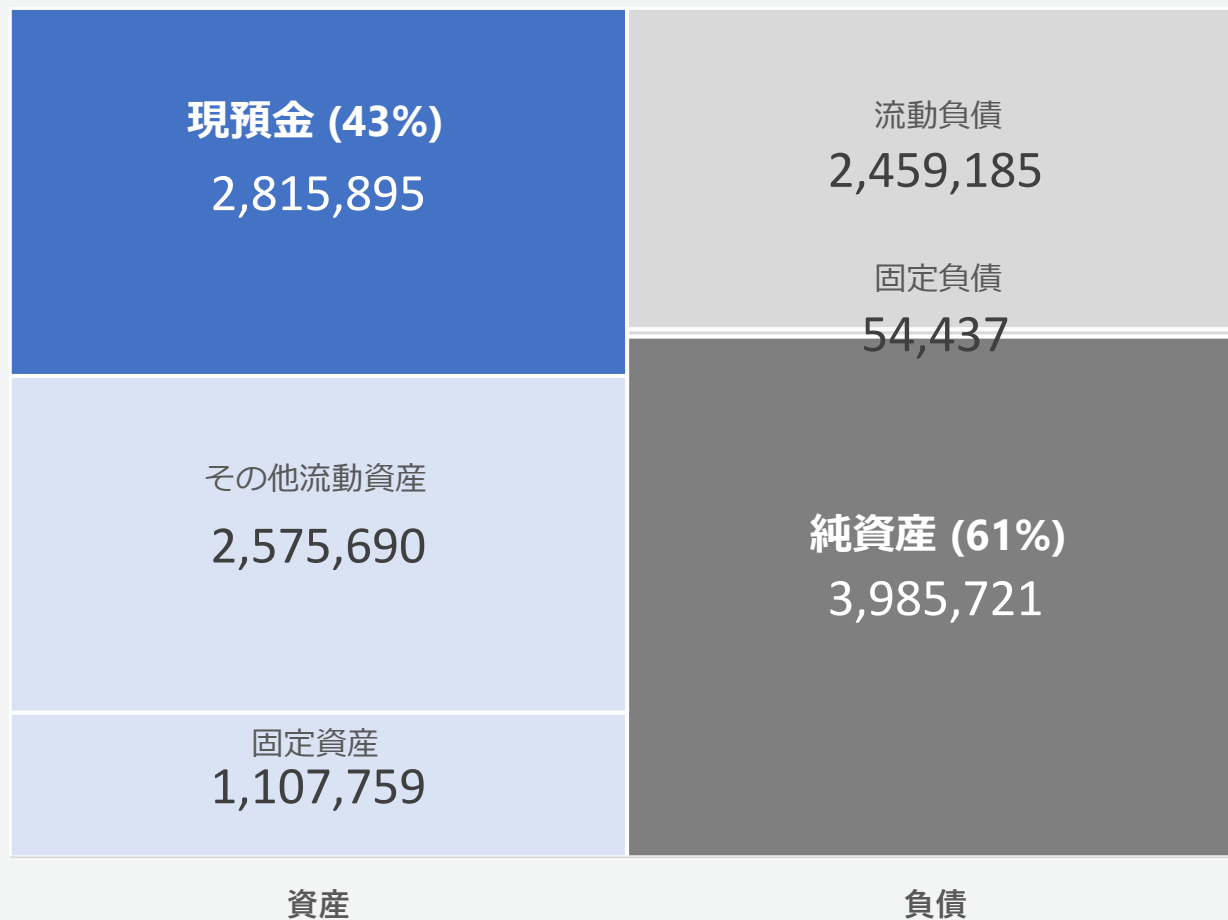 現預金 (43%)
2,815,895
その他流動資産
2,575,690
固定資産
1,107,759
資産
流動負債
2,459,185
固定負債
54,437
純資産 (61%)
3,985,721
負債